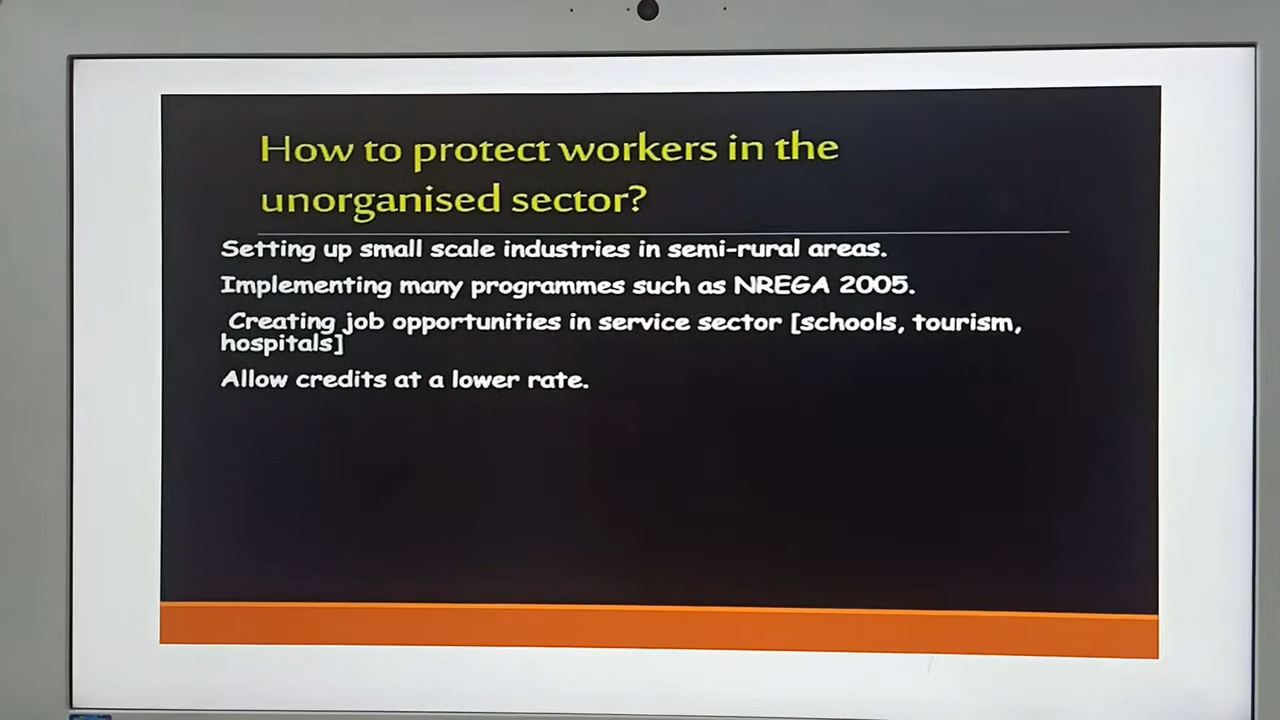 How to protect workers in the
unorganised sector?
Setting up small scale industries in semi-rural areas.
Implementing many programmes such as NREGA 2005.
Creating job opportunities in service sector [schools, tourism,
hospitals]
Allow credits at a lower rate.